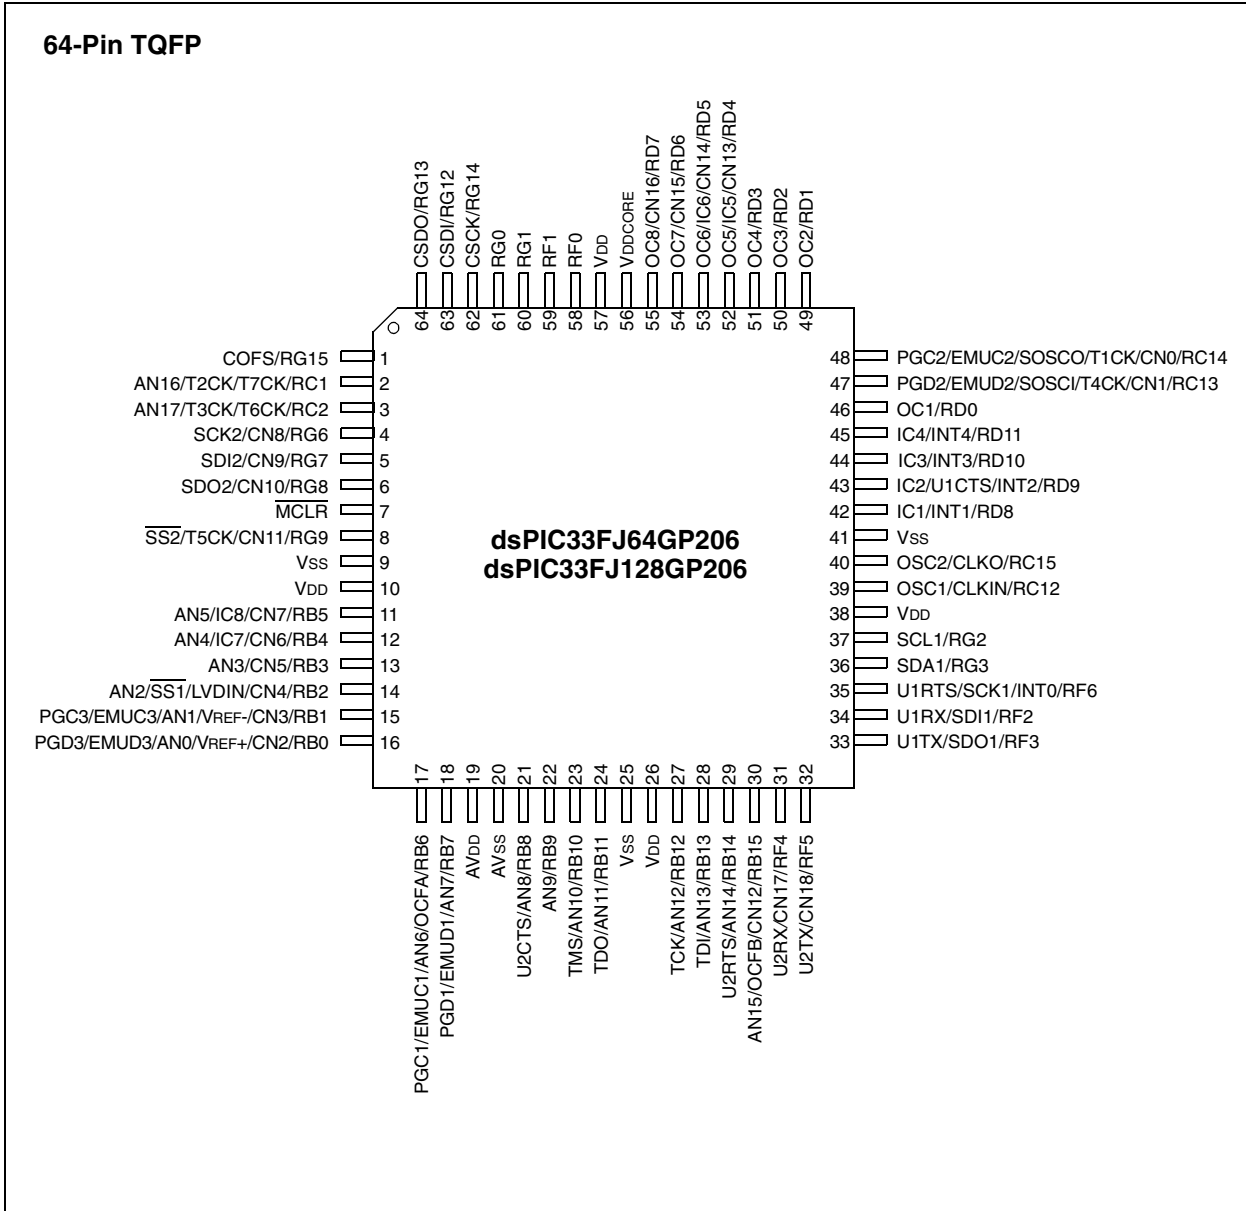 64-Pin TQFP
CSDO/RG13
CSDI/RG12
CSCK/RG14
RG0
RG1
RF1
RF0
VDD
VDDCORE
OC8/CN16/RD7
OC7/CN15/RD6
OC6/IC6/CN14/RD5
OC5/IC5/CN13/RD4
OC4/RD3
OC3/RD2
OC2/RD1
64 63 62 61 60 59 58 57 56 55 54 53 52 51 50 49
COFS/RG15 1
AN16/T2CK/T7CK/RC1 2
AN17/T3CK/T6CK/RC2 3
SCK2/CN8/RG6 4
SDI2/CN9/RG7 5
SDO2/CN10/RG8 6
MCLR 7
SS2/T5CK/CN11/RG9 8
VSS 9
VDD 10
AN5/IC8/CN7/RB5 11
AN4/IC7/CN6/RB4 12
AN3/CN5/RB3 13
AN2/SS1/LVDIN/CN4/RB2 14
PGC3/EMUC3/AN1/VREF-/CN3/RB1 15
PGD3/EMUD3/AN0/VREF+/CN2/RB0 16
dsPIC33FJ64GP206
dsPIC33FJ128GP206
48 PGC2/EMUC2/SOSCO/T1CK/CN0/RC14
47 PGD2/EMUD2/SOSCI/T4CK/CN1/RC13
46 OC1/RD0
45 IC4/INT4/RD11
44 IC3/INT3/RD10
43 IC2/U1CTS/INT2/RD9
42 IC1/INT1/RD8
41 VSS
40 OSC2/CLKO/RC15
39 OSC1/CLKIN/RC12
38 VDD
37 SCL1/RG2
36 SDA1/RG3
35 U1RTS/SCK1/INT0/RF6
34 U1RX/SDI1/RF2
33 U1TX/SDO1/RF3
17 18 19 20 21 22 23 24 25 26 27 28 29 30 31 32
PGC1/EMUC1/AN6/OCFA/RB6
PGD1/EMUD1/AN7/RB7
AVDD
AVSS
U2CTS/AN8/RB8
AN9/RB9
TMS/AN10/RB10
TDO/AN11/RB11
VSS
VDD
TCK/AN12/RB12
TDI/AN13/RB13
U2RTS/AN14/RB14
AN15/OCFB/CN12/RB15
U2RX/CN17/RF4
U2TX/CN18/RF5